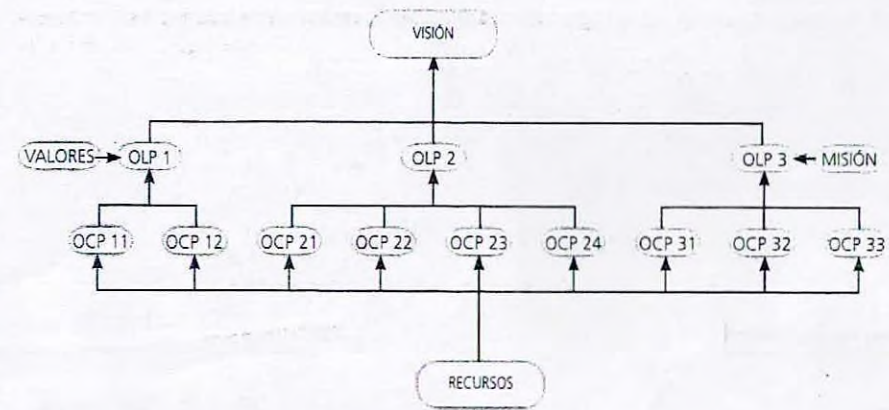 VISIÓN
VALORES OLP 1 OLP 2 OLP 3 MISIÓN
OCP 11 OCP 12 OCP 21 OCP 22 OCP 23 OCP 24 OCP 31 OCP 32 OCP 33
RECURSOS